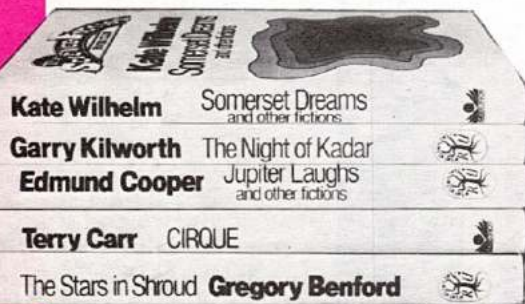 Kate Wilhelm
Somerset Dreams
and other fictions
Kate Wilhelm Somerset Dreams
and other fictions
Garry Kilworth The Night of Kadar
Edmund Cooper Jupiter Laughs
and other fictions
Terry Carr CIRQUE
The Stars in Shroud Gregory Benford